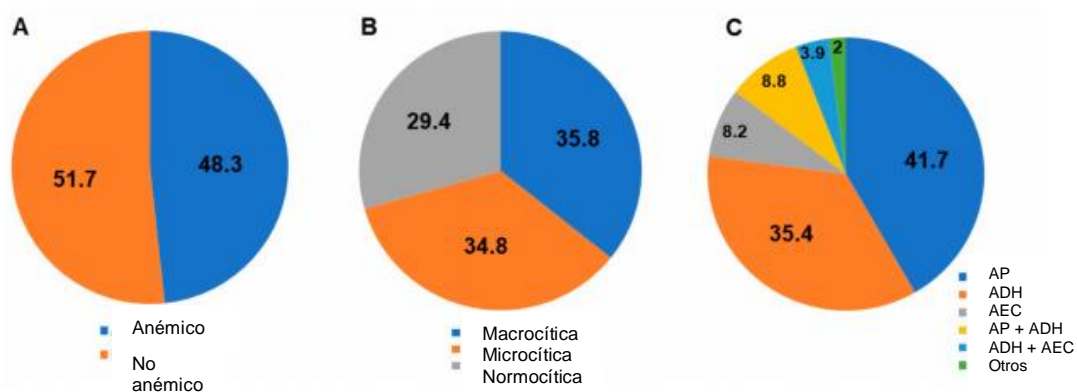 A
51.7
48.3
Anémico
No
anémico
B
29.4
35.8
34.8
Macrocítica
Microcítica
Normocítica
C
3.9
2
8.8
8.2
41.7
35.4
AP
ADH
AEC
AP + ADH
ADH + AEC
Otros